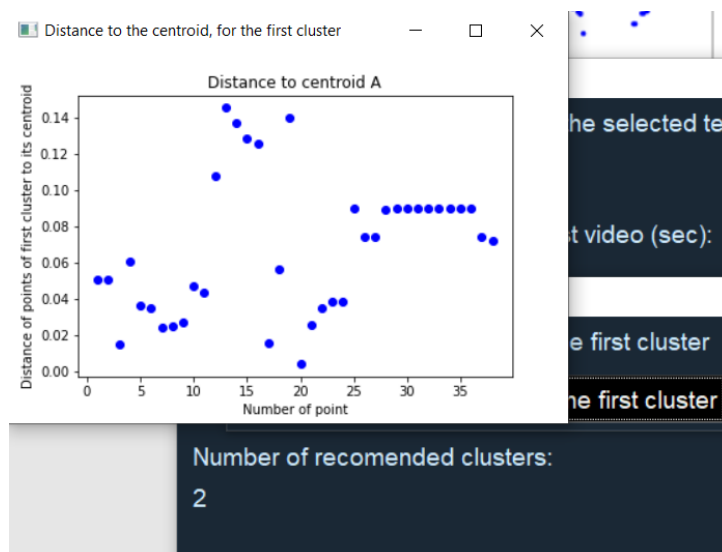 Distance to the centroid, for the first cluster
Distance to centroid A
Distance of points of first cluster to its centroid
0.14
0.12
0.10
0.08
0.06
0.04
0.02
0.00
0 5 10 15 20 25 30 35
Number of point
he selected te
t video (sec):
e first cluster
he first cluster
Number of recomended clusters:
2